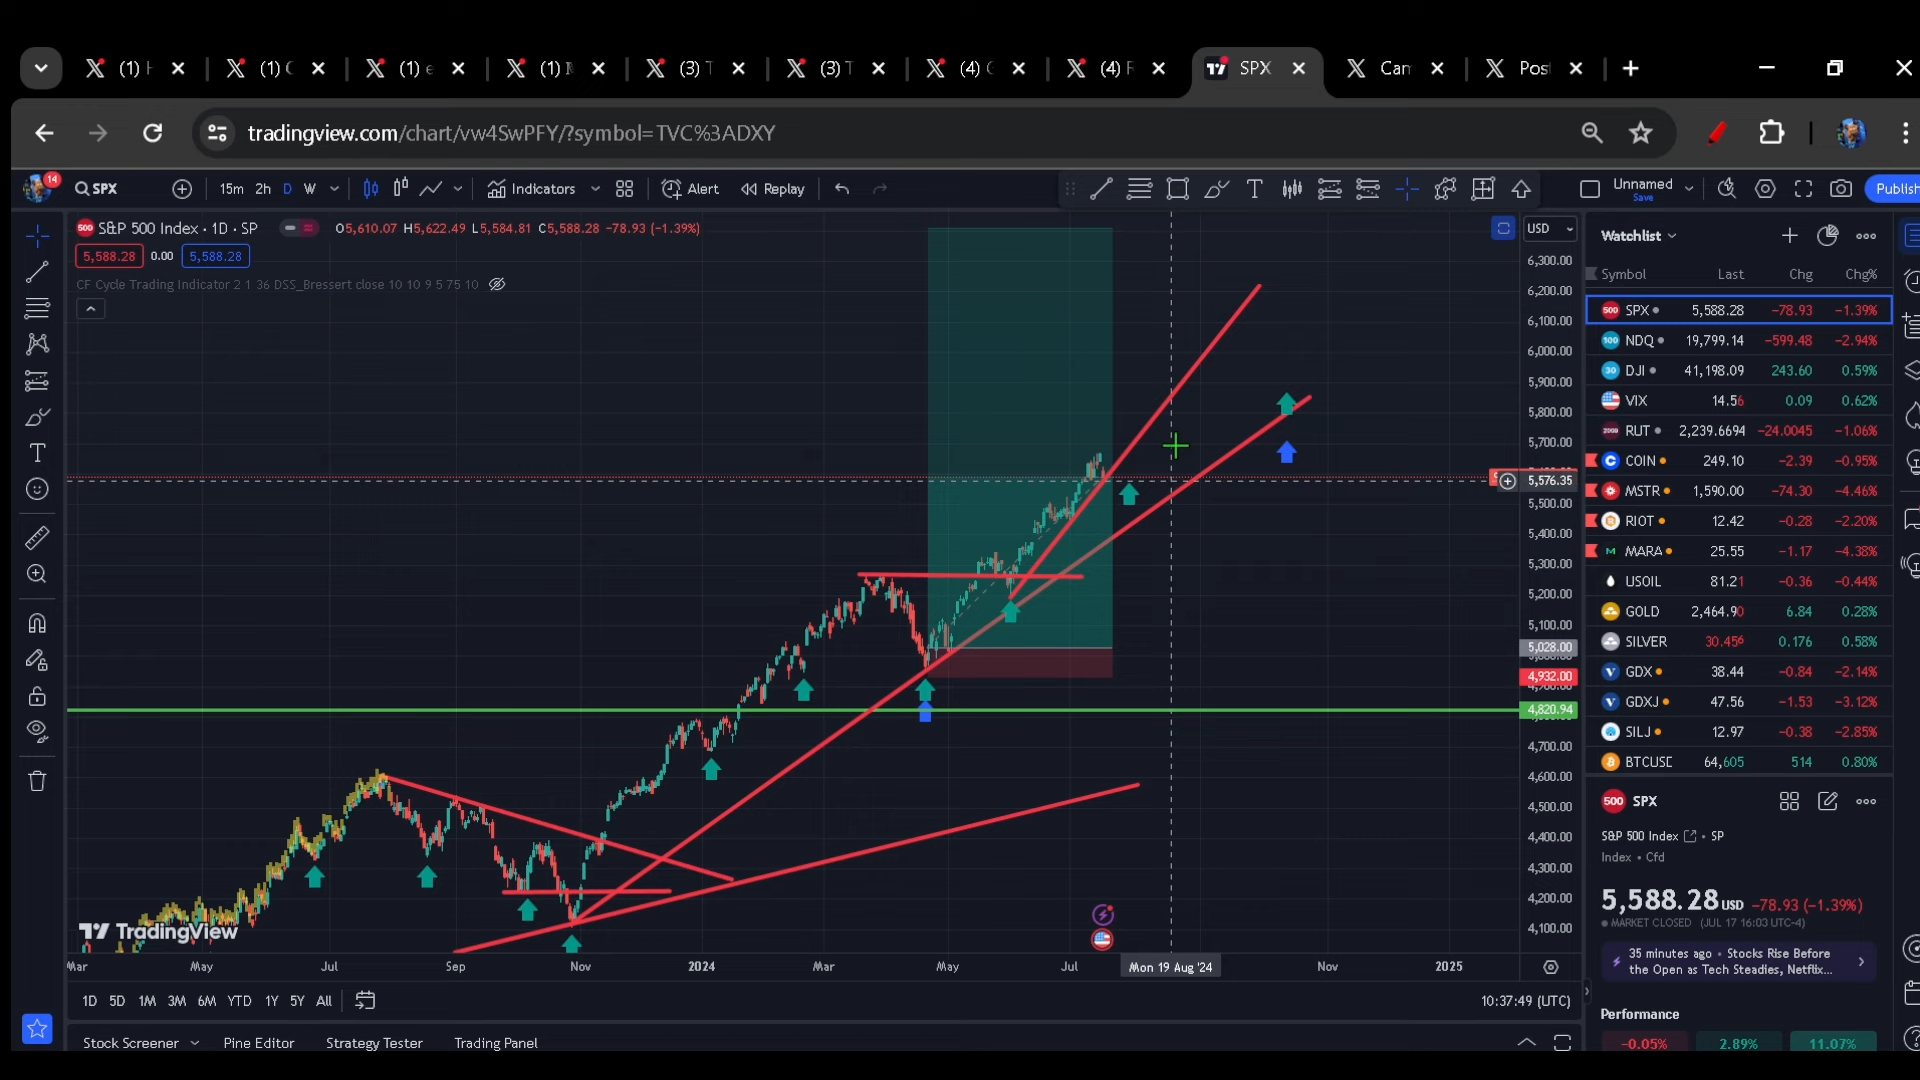 (1) H (1) C (1) e (1) M (3) T (3) T (4) C (4) F SPX Can Pos
tradingview.com/chart/vw4SwPFY/?symbol=TVC%3ADXY
14 SPX 15m 2h D W Indicators Alert Replay Unnamed Save Publish
S&P 500 Index · 1D · SP O5,610.07 H5,622.49 L5,584.81 C5,588.28 -78.93 (-1.39%)
5,588.28 0.00 5,588.28
CF Cycle Trading Indicator 2 1 36 DSS_Bressert close 10 10 9 5 75 10
USD
6,300.00
6,200.00
6,100.00
6,000.00
5,900.00
5,800.00
5,700.00
5,576.35
5,500.00
5,400.00
5,300.00
5,200.00
5,100.00
5,028.00
4,932.00
4,820.94
4,700.00
4,600.00
4,500.00
4,400.00
4,300.00
4,200.00
4,100.00
TradingView
Mar May Jul Sep Nov 2024 Mar May Jul Mon 19 Aug '24 Nov 2025
1D 5D 1M 3M 6M YTD 1Y 5Y All 10:37:49 (UTC)
Stock Screener Pine Editor Strategy Tester Trading Panel
Watchlist
Symbol Last Chg Chg%
500 SPX 5,588.28 -78.93 -1.39%
100 NDQ 19,799.14 -599.48 -2.94%
30 DJI 41,198.09 243.60 0.59%
VIX 14.56 0.09 0.62%
2000 RUT 2,239.6694 -24.0045 -1.06%
COIN 249.10 -2.39 -0.95%
MSTR 1,590.00 -74.30 -4.46%
RIOT 12.42 -0.28 -2.20%
MARA 25.55 -1.17 -4.38%
USOIL 81.21 -0.36 -0.44%
GOLD 2,464.90 6.84 0.28%
SILVER 30.456 0.176 0.58%
GDX 38.44 -0.84 -2.14%
GDXJ 47.56 -1.53 -3.12%
SILJ 12.97 -0.38 -2.85%
BTCUSD 64,605 514 0.80%
500 SPX
S&P 500 Index · SP
Index · Cfd
5,588.28 USD -78.93 (-1.39%)
MARKET CLOSED (JUL 17 16:03 UTC-4)
35 minutes ago · Stocks Rise Before
the Open as Tech Steadies, Netflix...
Performance
-0.05% 2.89% 11.07%